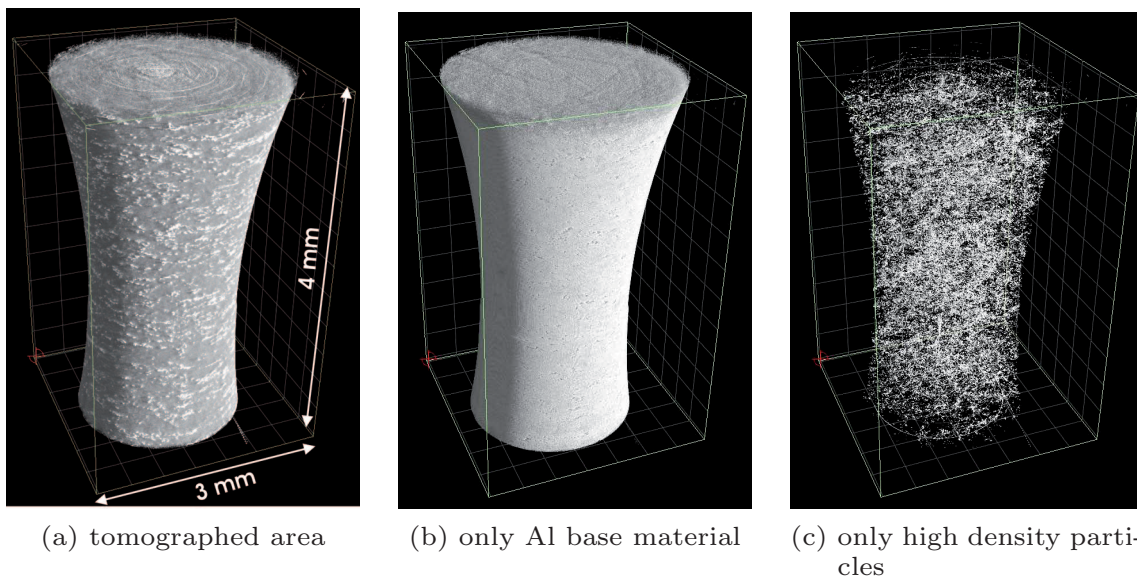 4 mm
3 mm
(a) tomographed area
(b) only Al base material
(c) only high density parti-
cles